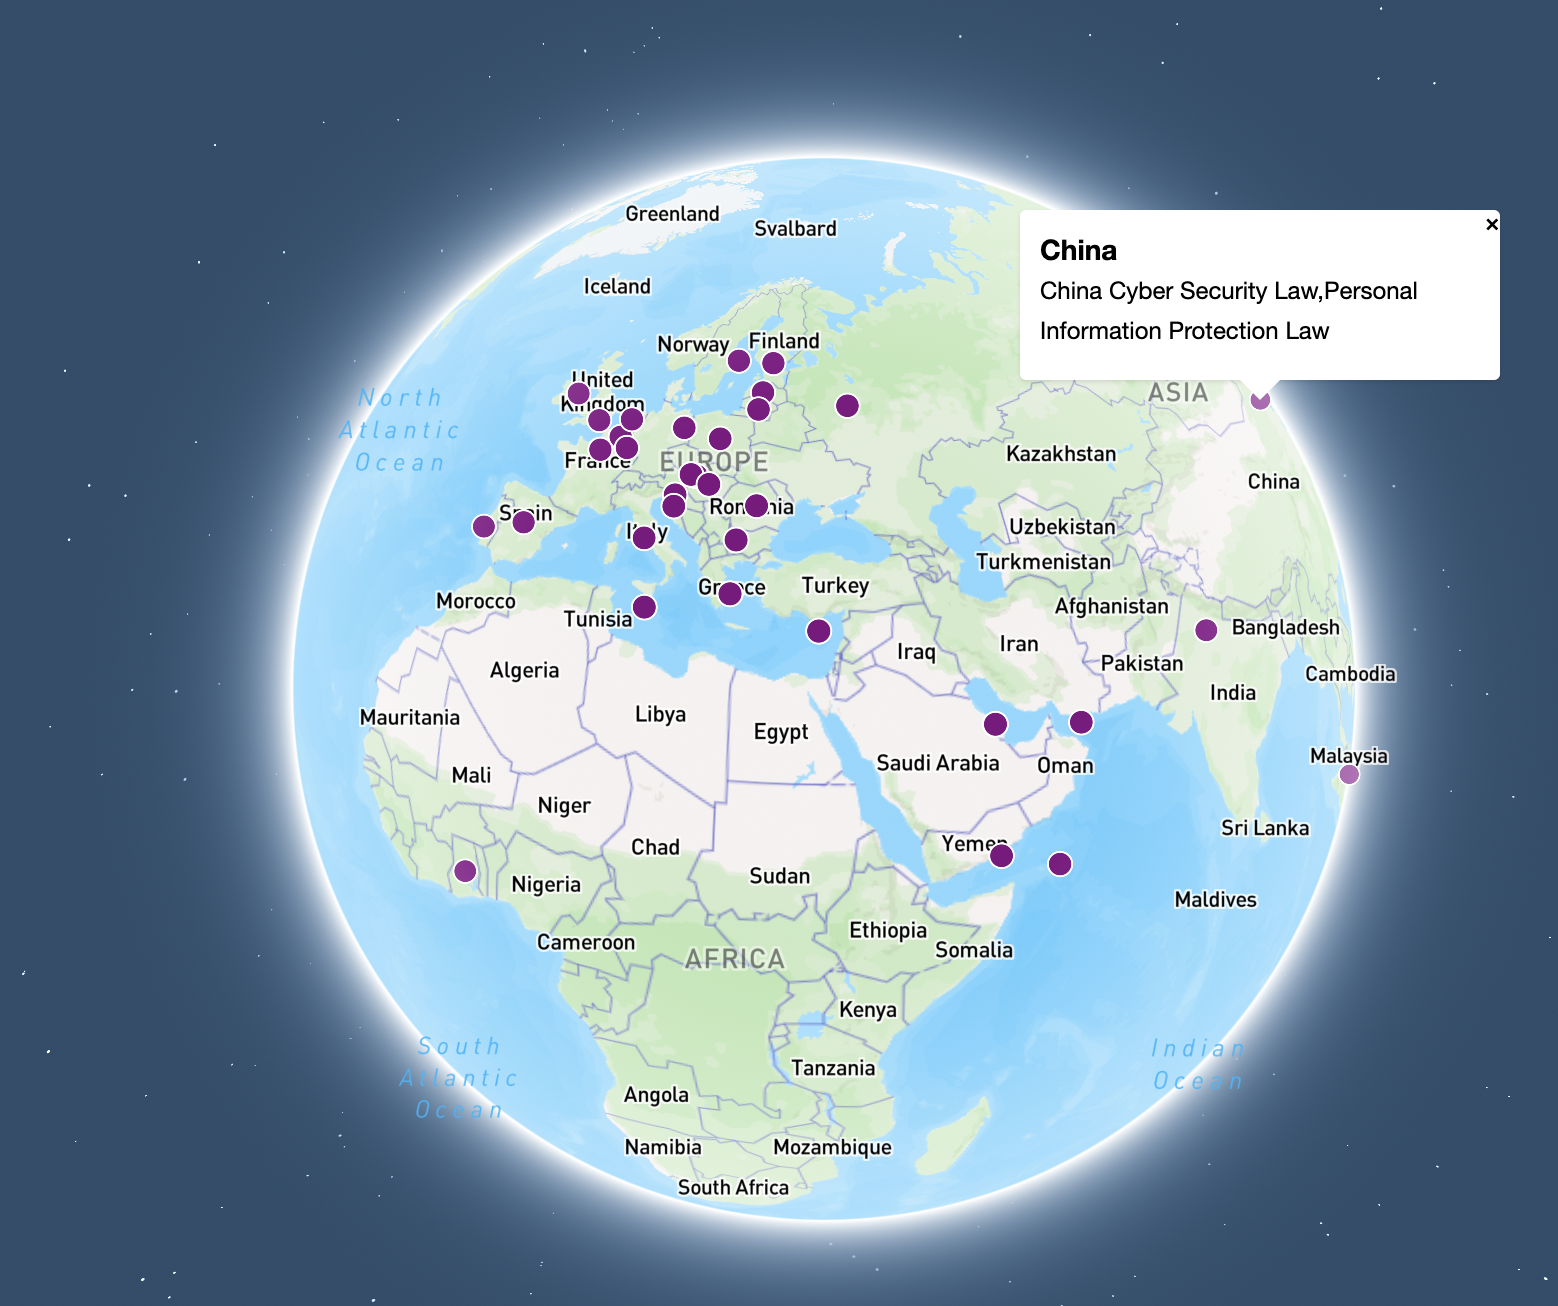 Greenland
Svalbard
×
China
China Cyber Security Law,Personal
Information Protection Law
Iceland
Norway
Finland
United
Kingdom
ASIA
North
Atlantic
Ocean
France
EUROPE
Kazakhstan
China
Spain
Italy
Romania
Uzbekistan
Turkmenistan
Morocco
Tunisia
Greece
Turkey
Afghanistan
Bangladesh
Algeria
Iraq
Iran
Pakistan
Cambodia
India
Mauritania
Libya
Egypt
Saudi Arabia
Oman
Malaysia
Mali
Niger
Chad
Yemen
Sri Lanka
Nigeria
Sudan
Maldives
Cameroon
AFRICA
Ethiopia
Somalia
Kenya
South
Atlantic
Ocean
Indian
Ocean
Tanzania
Angola
Namibia
Mozambique
South Africa